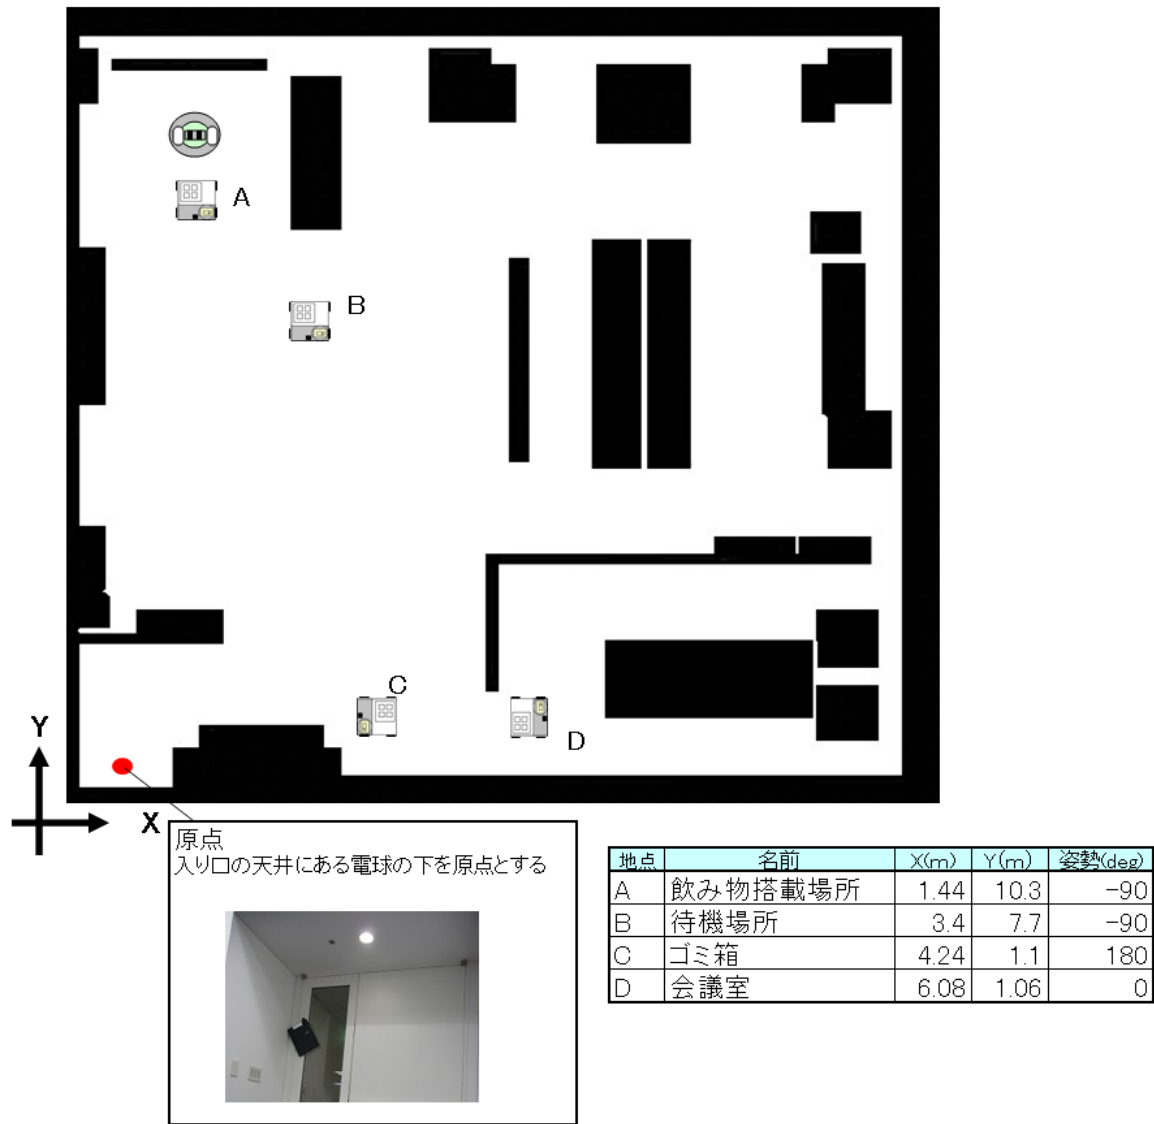 A
B
C
D
Y
X
原点
入り口の天井にある電球の下を原点とする
地点 名前 X(m) Y(m) 姿勢(deg)
A 飲み物搭載場所 1.44 10.3 -90
B 待機場所 3.4 7.7 -90
C ゴミ箱 4.24 1.1 180
D 会議室 6.08 1.06 0